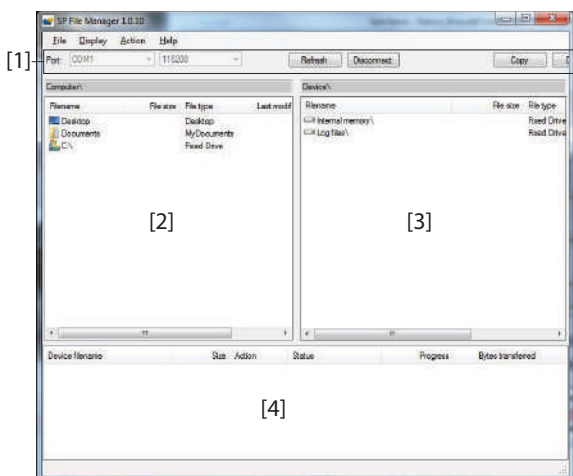 SP File Manager 1.0.10
File Display Action Help
[1]
Port: COM1 115200 Refresh Disconnect Copy
Computer\ Device\
Filename File size File type Last modif Filename File size File type
Desktop Desktop Internal memory\ Fixed Drive
Documents MyDocuments Log files\ Fixed Drive
C:\ Fixed Drive
[2] [3]
Device filename Size Action Status Progress Bytes transferred
[4]